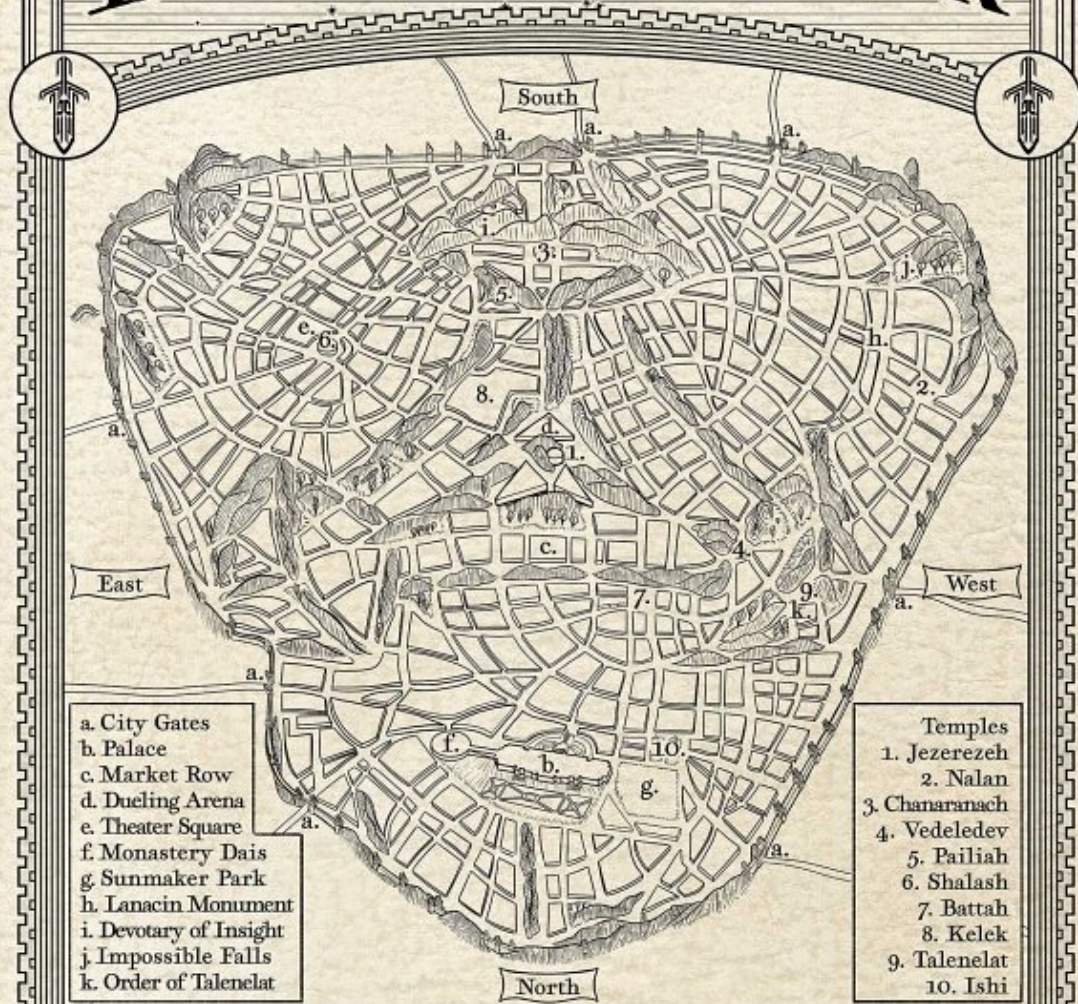 South
a.
a.
a.
i.
3.
j.
5.
e.
6.
h.
2.
8.
a.
d.
1.
c.
4.
East
West
9.
7.
k.
a.
a.
f.
b.
10.
g.
a.
a.
a. City Gates
b. Palace
c. Market Row
d. Dueling Arena
e. Theater Square
f. Monastery Dais
g. Sunmaker Park
h. Lanacin Monument
i. Devotary of Insight
j. Impossible Falls
k. Order of Talenelat
Temples
1. Jezerezeh
2. Nalan
3. Chanaranach
4. Vedeledev
5. Pailiah
6. Shalash
7. Battah
8. Kelek
9. Talenelat
10. Ishi
North